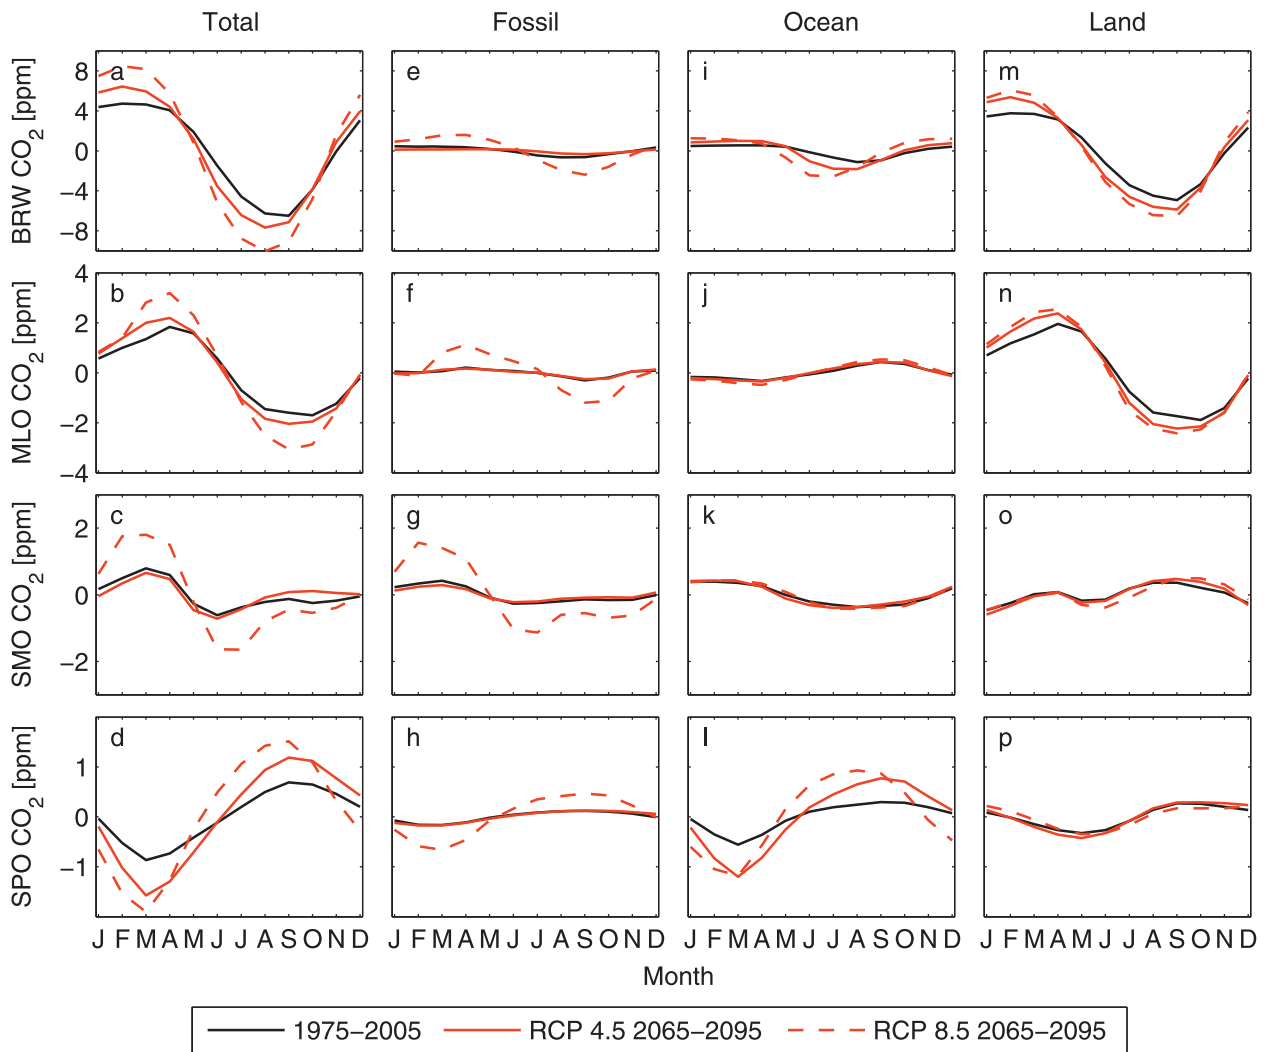 Total Fossil Ocean Land
BRW CO2 [ppm]
8
4
0
−4
−8
a e i m
MLO CO2 [ppm]
4
2
0
−2
−4
b f j n
SMO CO2 [ppm]
2
0
−2
c g k o
SPO CO2 [ppm]
1
0
−1
d h l p
J F M A M J J A S O N D J F M A M J J A S O N D J F M A M J J A S O N D J F M A M J J A S O N D
Month
1975−2005 RCP 4.5 2065−2095 RCP 8.5 2065−2095